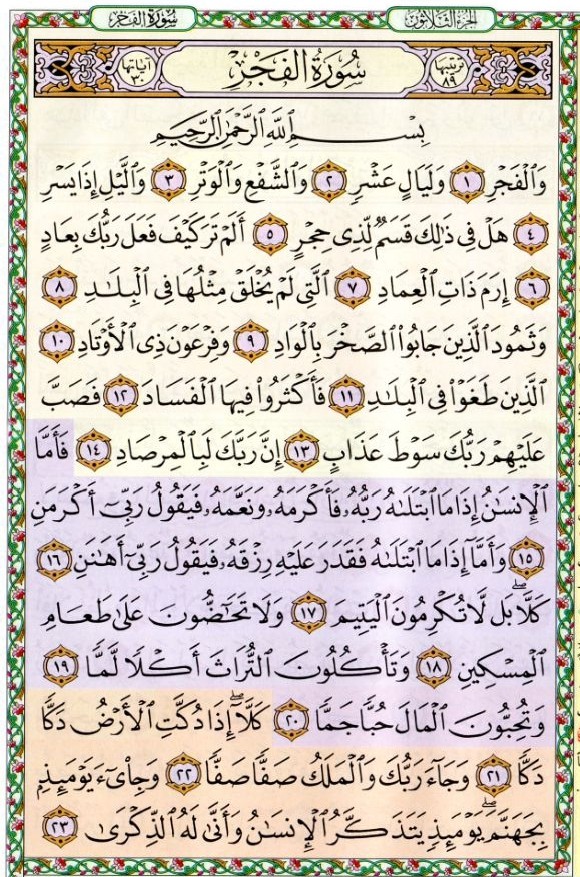 سُورَةُ الفَجْرِ
الجُزءُ الثَّلَاثُونَ
آيَاتُهَا ٣٠
سُورَةُ الفَجْرِ
تَرْتِيبُهَا ٨٩
بِسْمِ ٱللَّهِ ٱلرَّحْمَٰنِ ٱلرَّحِيمِ
وَٱلْفَجْرِ ١ وَلَيَالٍ عَشْرٍ ٢ وَٱلشَّفْعِ وَٱلْوَتْرِ ٣ وَٱلَّيْلِ إِذَا يَسْرِ
٤ هَلْ فِى ذَٰلِكَ قَسَمٌ لِّذِى حِجْرٍ ٥ أَلَمْ تَرَ كَيْفَ فَعَلَ رَبُّكَ بِعَادٍ
٦ إِرَمَ ذَاتِ ٱلْعِمَادِ ٧ ٱلَّتِى لَمْ يُخْلَقْ مِثْلُهَا فِى ٱلْبِلَٰدِ ٨
وَثَمُودَ ٱلَّذِينَ جَابُوا۟ ٱلصَّخْرَ بِٱلْوَادِ ٩ وَفِرْعَوْنَ ذِى ٱلْأَوْتَادِ ١٠
ٱلَّذِينَ طَغَوْا۟ فِى ٱلْبِلَٰدِ ١١ فَأَكْثَرُوا۟ فِيهَا ٱلْفَسَادَ ١٢ فَصَبَّ
عَلَيْهِمْ رَبُّكَ سَوْطَ عَذَابٍ ١٣ إِنَّ رَبَّكَ لَبِٱلْمِرْصَادِ ١٤ فَأَمَّا
ٱلْإِنسَٰنُ إِذَا مَا ٱبْتَلَىٰهُ رَبُّهُۥ فَأَكْرَمَهُۥ وَنَعَّمَهُۥ فَيَقُولُ رَبِّىٓ أَكْرَمَنِ
١٥ وَأَمَّآ إِذَا مَا ٱبْتَلَىٰهُ فَقَدَرَ عَلَيْهِ رِزْقَهُۥ فَيَقُولُ رَبِّىٓ أَهَٰنَنِ ١٦
كَلَّا ۖ بَل لَّا تُكْرِمُونَ ٱلْيَتِيمَ ١٧ وَلَا تَحَٰٓضُّونَ عَلَىٰ طَعَامِ
ٱلْمِسْكِينِ ١٨ وَتَأْكُلُونَ ٱلتُّرَاثَ أَكْلًا لَّمًّا ١٩
وَتُحِبُّونَ ٱلْمَالَ حُبًّا جَمًّا ٢٠ كَلَّآ ۖ إِذَا دُكَّتِ ٱلْأَرْضُ دَكًّا
دَكًّا ٢١ وَجَآءَ رَبُّكَ وَٱلْمَلَكُ صَفًّا صَفًّا ٢٢ وَجِا۟ىٓءَ يَوْمَئِذٍۭ
بِجَهَنَّمَ ۚ يَوْمَئِذٍ يَتَذَكَّرُ ٱلْإِنسَٰنُ وَأَنَّىٰ لَهُ ٱلذِّكْرَىٰ ٢٣